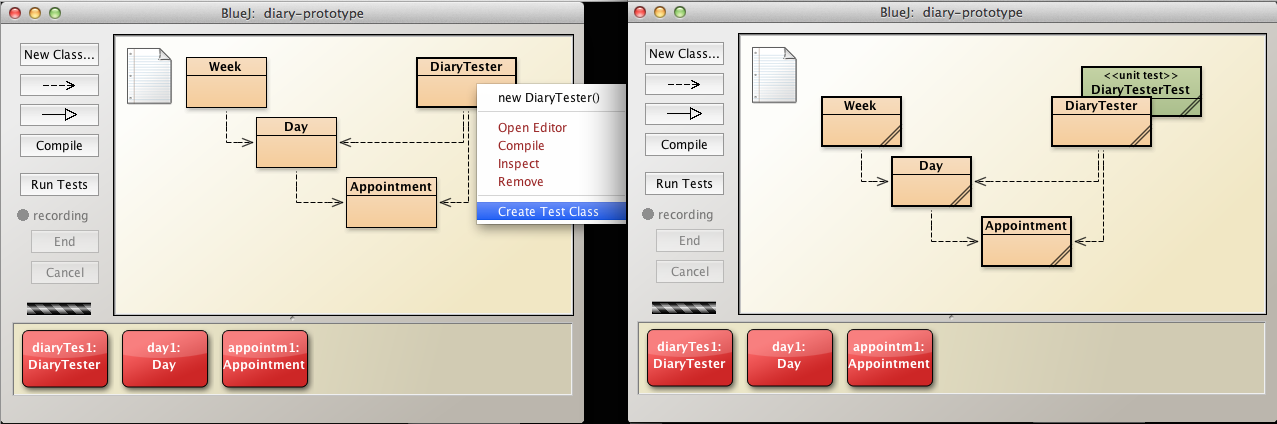 BlueJ: diary-prototype
New Class...
Compile
Run Tests
recording
End
Cancel
Week
DiaryTester
Day
Appointment
new DiaryTester()
Open Editor
Compile
Inspect
Remove
Create Test Class
diaryTes1:
DiaryTester
day1:
Day
appointm1:
Appointment
BlueJ: diary-prototype
New Class...
Compile
Run Tests
recording
End
Cancel
<<unit test>>
DiaryTesterTest
Week
DiaryTester
Day
Appointment
diaryTes1:
DiaryTester
day1:
Day
appointm1:
Appointment